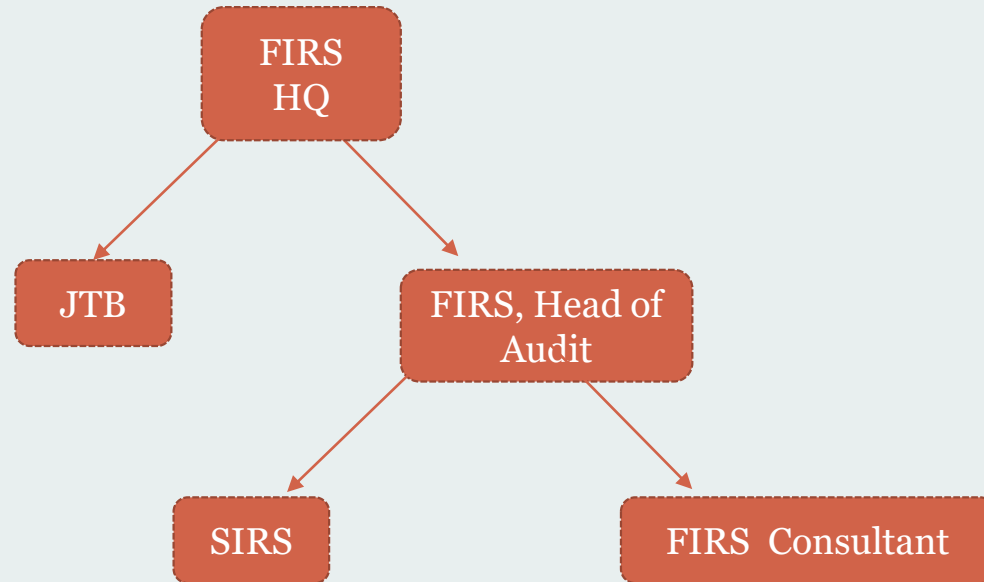 FIRS
HQ
JTB
FIRS, Head of
Audit
SIRS
FIRS Consultant